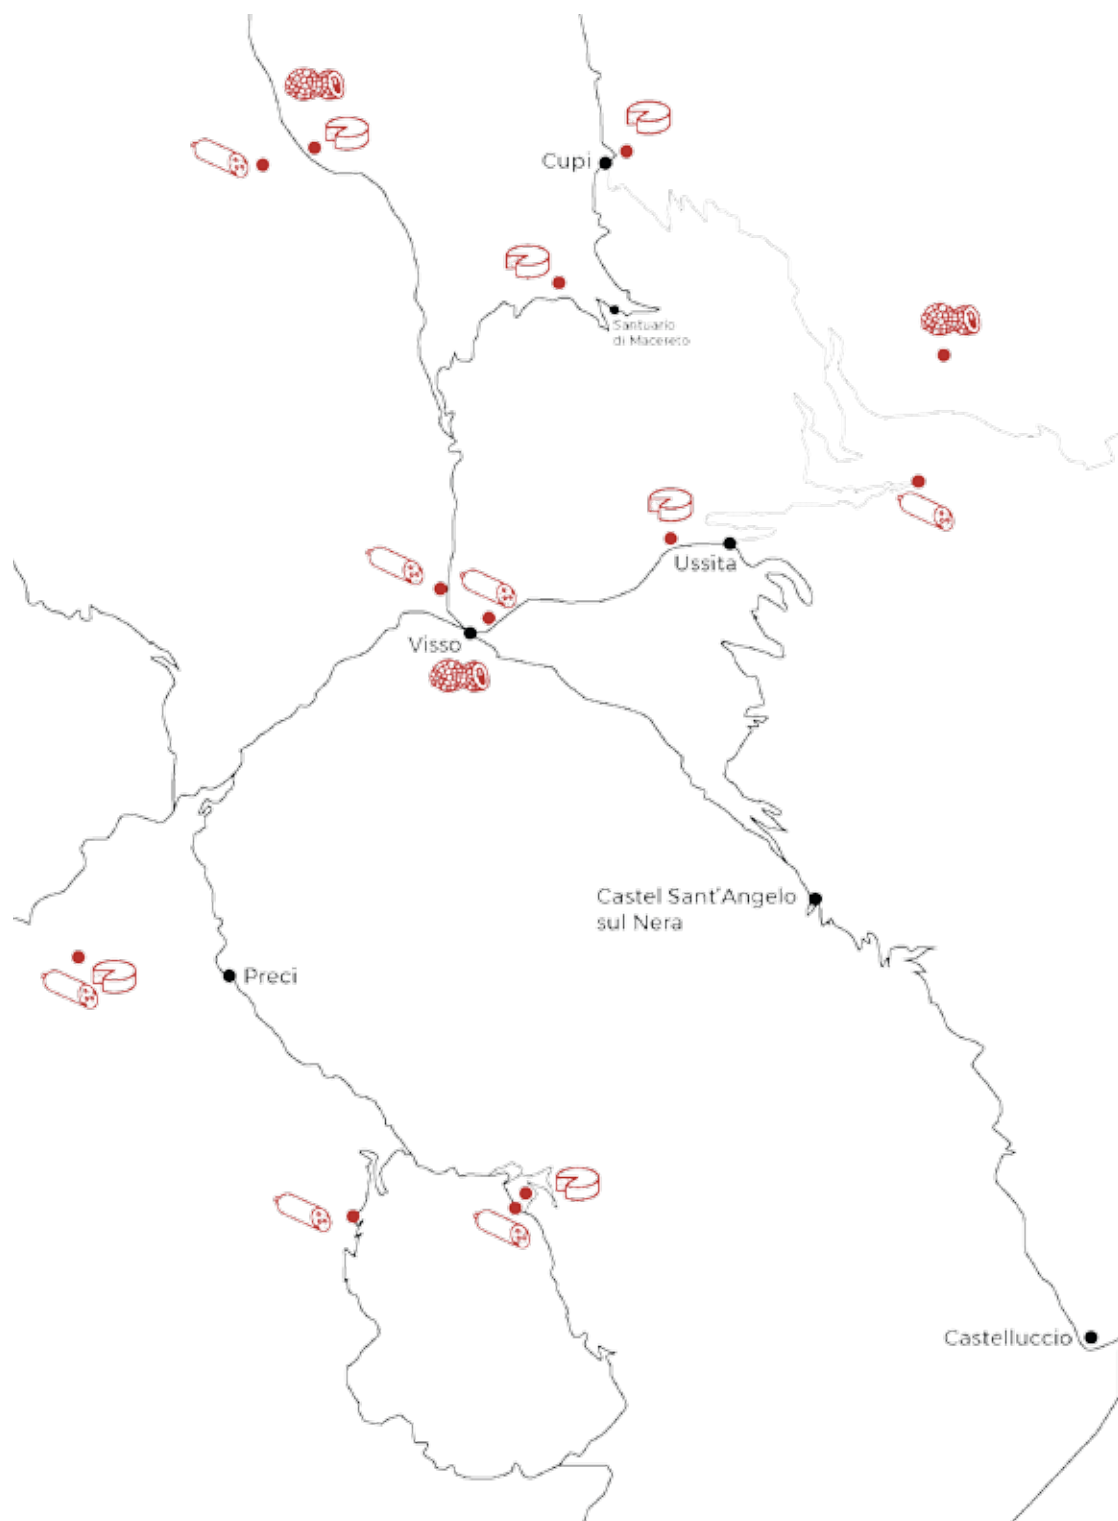 Cupi
Santuario
di Macereto
Ussita
Visso
Castel Sant'Angelo
sul Nera
Preci
Castelluccio